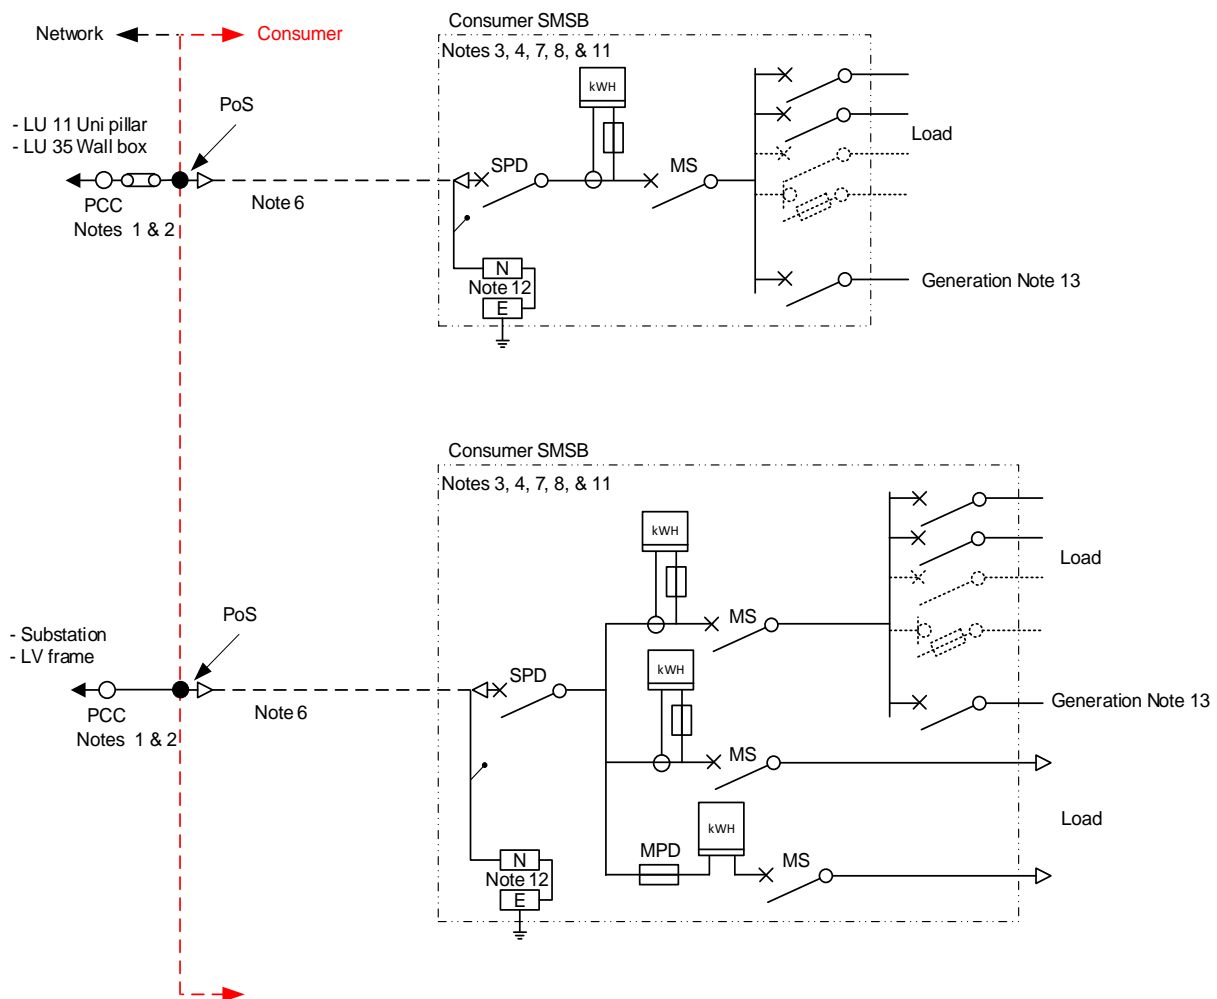 Network
Consumer
Consumer SMSB
Notes 3, 4, 7, 8, & 11
kWH
PoS
- LU 11 Uni pillar
- LU 35 Wall box
SPD
MS
Load
PCC
Notes 1 & 2
Note 6
N
Note 12
E
Generation Note 13
Consumer SMSB
Notes 3, 4, 7, 8, & 11
kWH
Load
PoS
- Substation
- LV frame
MS
SPD
kWH
PCC
Notes 1 & 2
Note 6
Generation Note 13
MS
kWH
Load
MPD
MS
N
Note 12
E